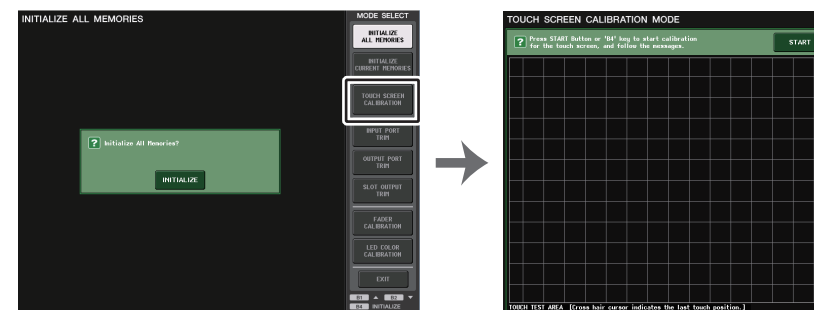 INITIALIZE ALL MEMORIES
? Initialize All Memories?
INITIALIZE
MODE SELECT
INITIALIZE
ALL MEMORIES
INITIALIZE
CURRENT MEMORIES
TOUCH SCREEN
CALIBRATION
INPUT PORT
TRIM
OUTPUT PORT
TRIM
SLOT OUTPUT
TRIM
FADER
CALIBRATION
LED COLOR
CALIBRATION
EXIT
B1 ▲ B2 ▼
B4 INITIALIZE
TOUCH SCREEN CALIBRATION MODE
? Press START Button or 'B4' key to start calibration
for the touch screen, and follow the messages.
START
TOUCH TEST AREA [Cross hair cursor indicates the last touch position.]